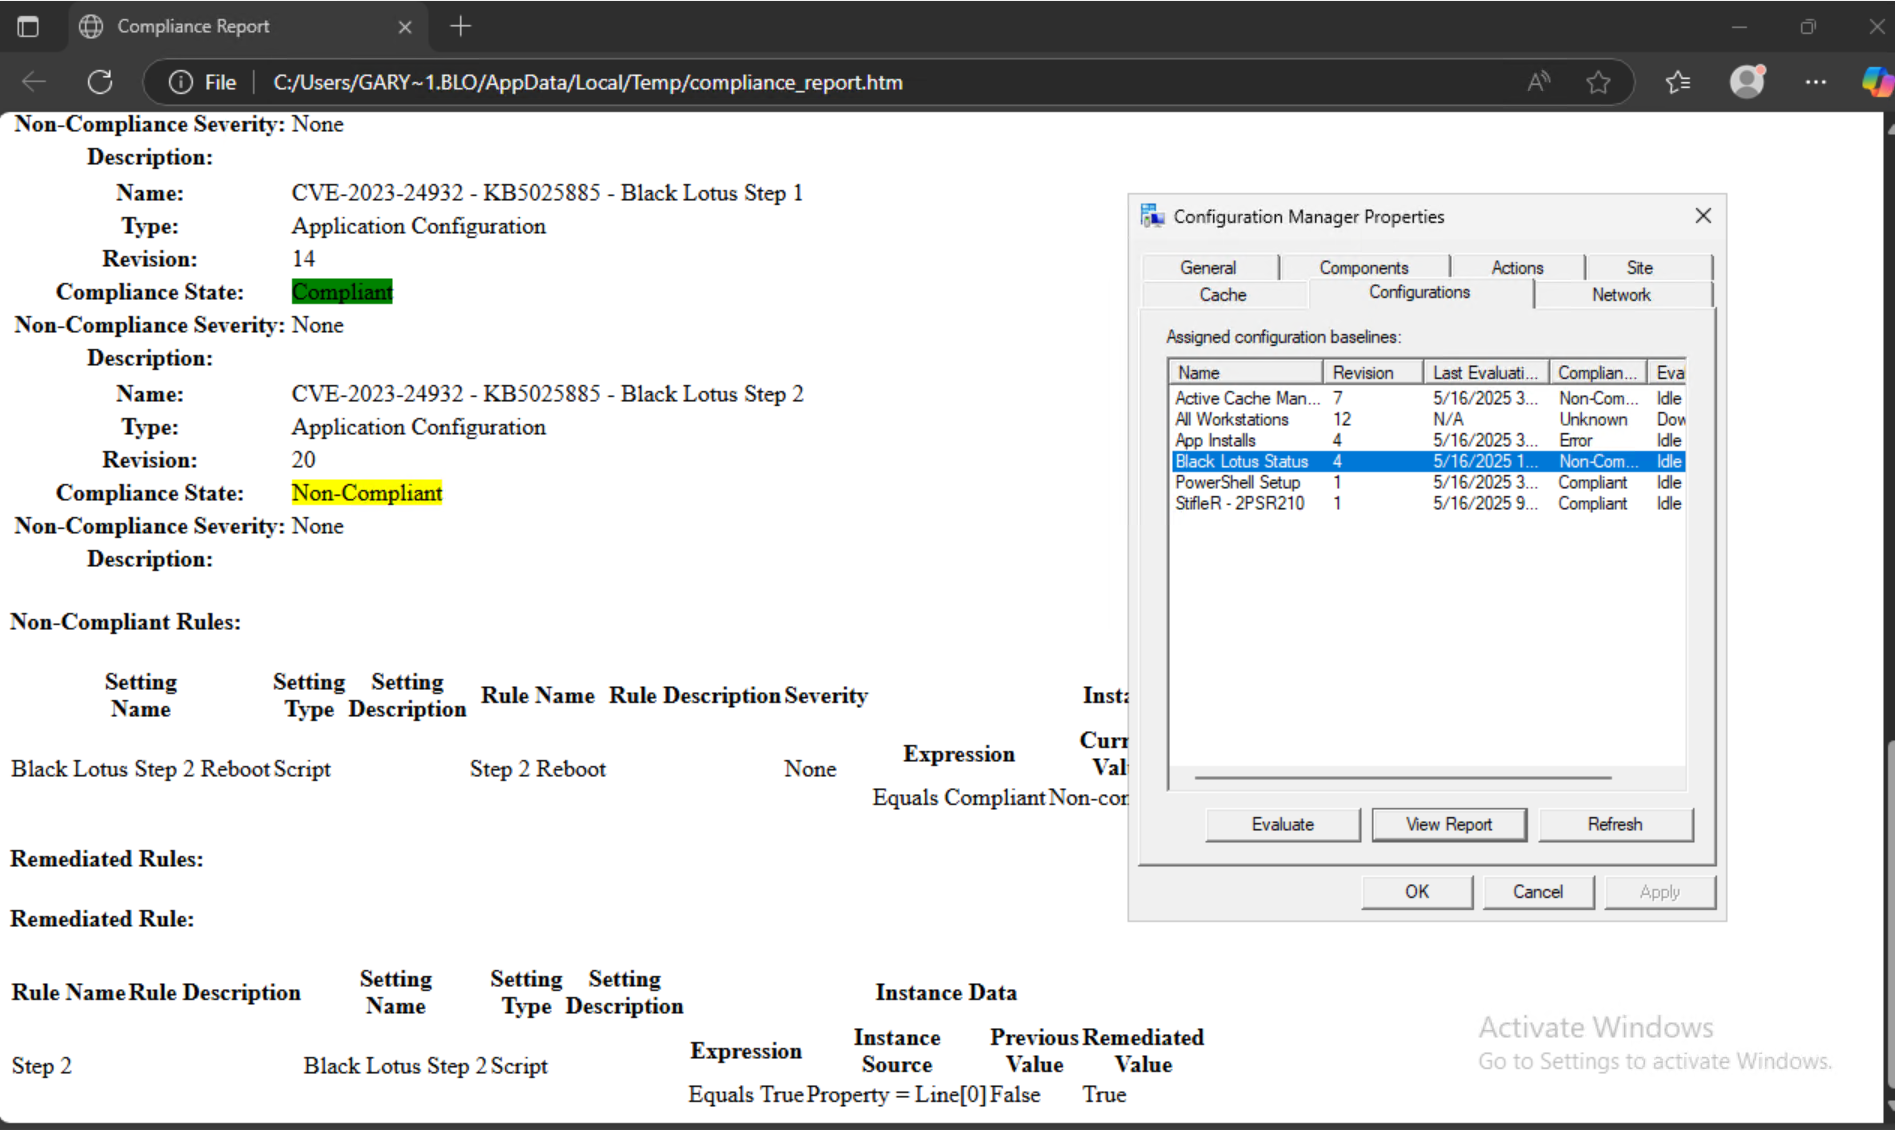 Compliance Report
File
C:/Users/GARY~1.BLO/AppData/Local/Temp/compliance_report.htm
Non-Compliance Severity: None
Description:
Name: CVE-2023-24932 - KB5025885 - Black Lotus Step 1
Type: Application Configuration
Revision: 14
Compliance State: Compliant
Non-Compliance Severity: None
Description:
Name: CVE-2023-24932 - KB5025885 - Black Lotus Step 2
Type: Application Configuration
Revision: 20
Compliance State: Non-Compliant
Non-Compliance Severity: None
Description:
Non-Compliant Rules:
Setting Name Setting Type Setting Description Rule Name Rule Description Severity Insta
Expression Curr Val
Black Lotus Step 2 Reboot Script Step 2 Reboot None
Equals Compliant Non-con
Remediated Rules:
Remediated Rule:
Rule Name Rule Description Setting Name Setting Type Setting Description Instance Data
Expression Instance Source Previous Value Remediated Value
Step 2 Black Lotus Step 2 Script
Equals True Property = Line[0] False True
Configuration Manager Properties
General Components Actions Site
Cache Configurations Network
Assigned configuration baselines:
Name Revision Last Evaluati... Complian... Eva
Active Cache Man... 7 5/16/2025 3... Non-Com... Idle
All Workstations 12 N/A Unknown Dow
App Installs 4 5/16/2025 3... Error Idle
Black Lotus Status 4 5/16/2025 1... Non-Com... Idle
PowerShell Setup 1 5/16/2025 3... Compliant Idle
StifleR - 2PSR210 1 5/16/2025 9... Compliant Idle
Evaluate View Report Refresh
OK Cancel Apply
Activate Windows
Go to Settings to activate Windows.